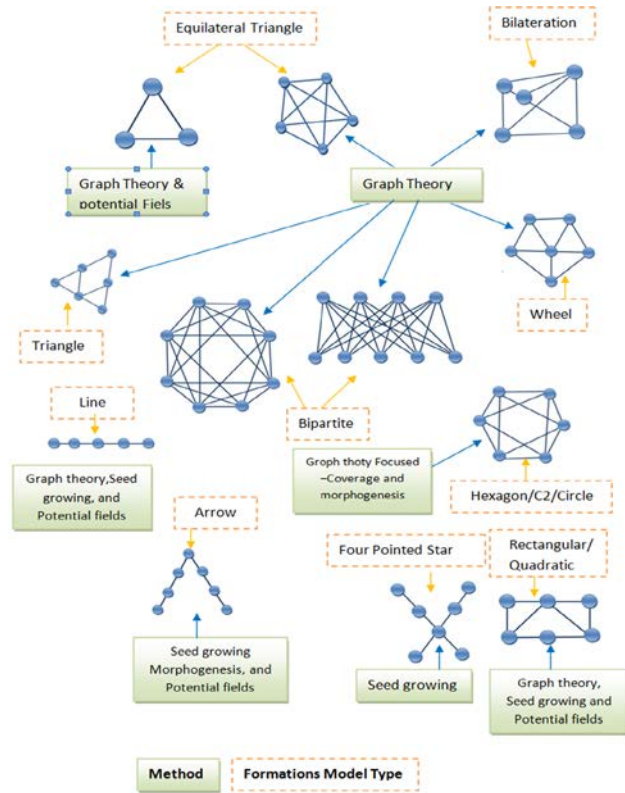 Equilateral Triangle
Bilateration
Graph Theory &
potential Fiels
Graph Theory
Triangle
Wheel
Line
Bipartite
Graph theory,Seed
growing, and
Potential fields
Graph thoty Focused
–Coverage and
morphogenesis
Hexagon/C2/Circle
Arrow
Four Pointed Star
Rectangular/
Quadratic
Seed growing
Morphogenesis, and
Potential fields
Seed growing
Graph theory,
Seed growing and
Potential fields
Method
Formations Model Type